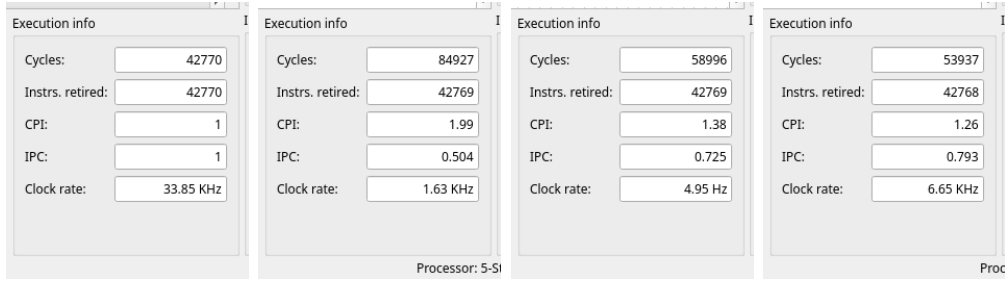 Execution info
Cycles: 42770
Instrs. retired: 42770
CPI: 1
IPC: 1
Clock rate: 33.85 KHz
Execution info
Cycles: 84927
Instrs. retired: 42769
CPI: 1.99
IPC: 0.504
Clock rate: 1.63 KHz
Processor: 5-St
Execution info
Cycles: 58996
Instrs. retired: 42769
CPI: 1.38
IPC: 0.725
Clock rate: 4.95 Hz
Execution info
Cycles: 53937
Instrs. retired: 42768
CPI: 1.26
IPC: 0.793
Clock rate: 6.65 KHz
Proc